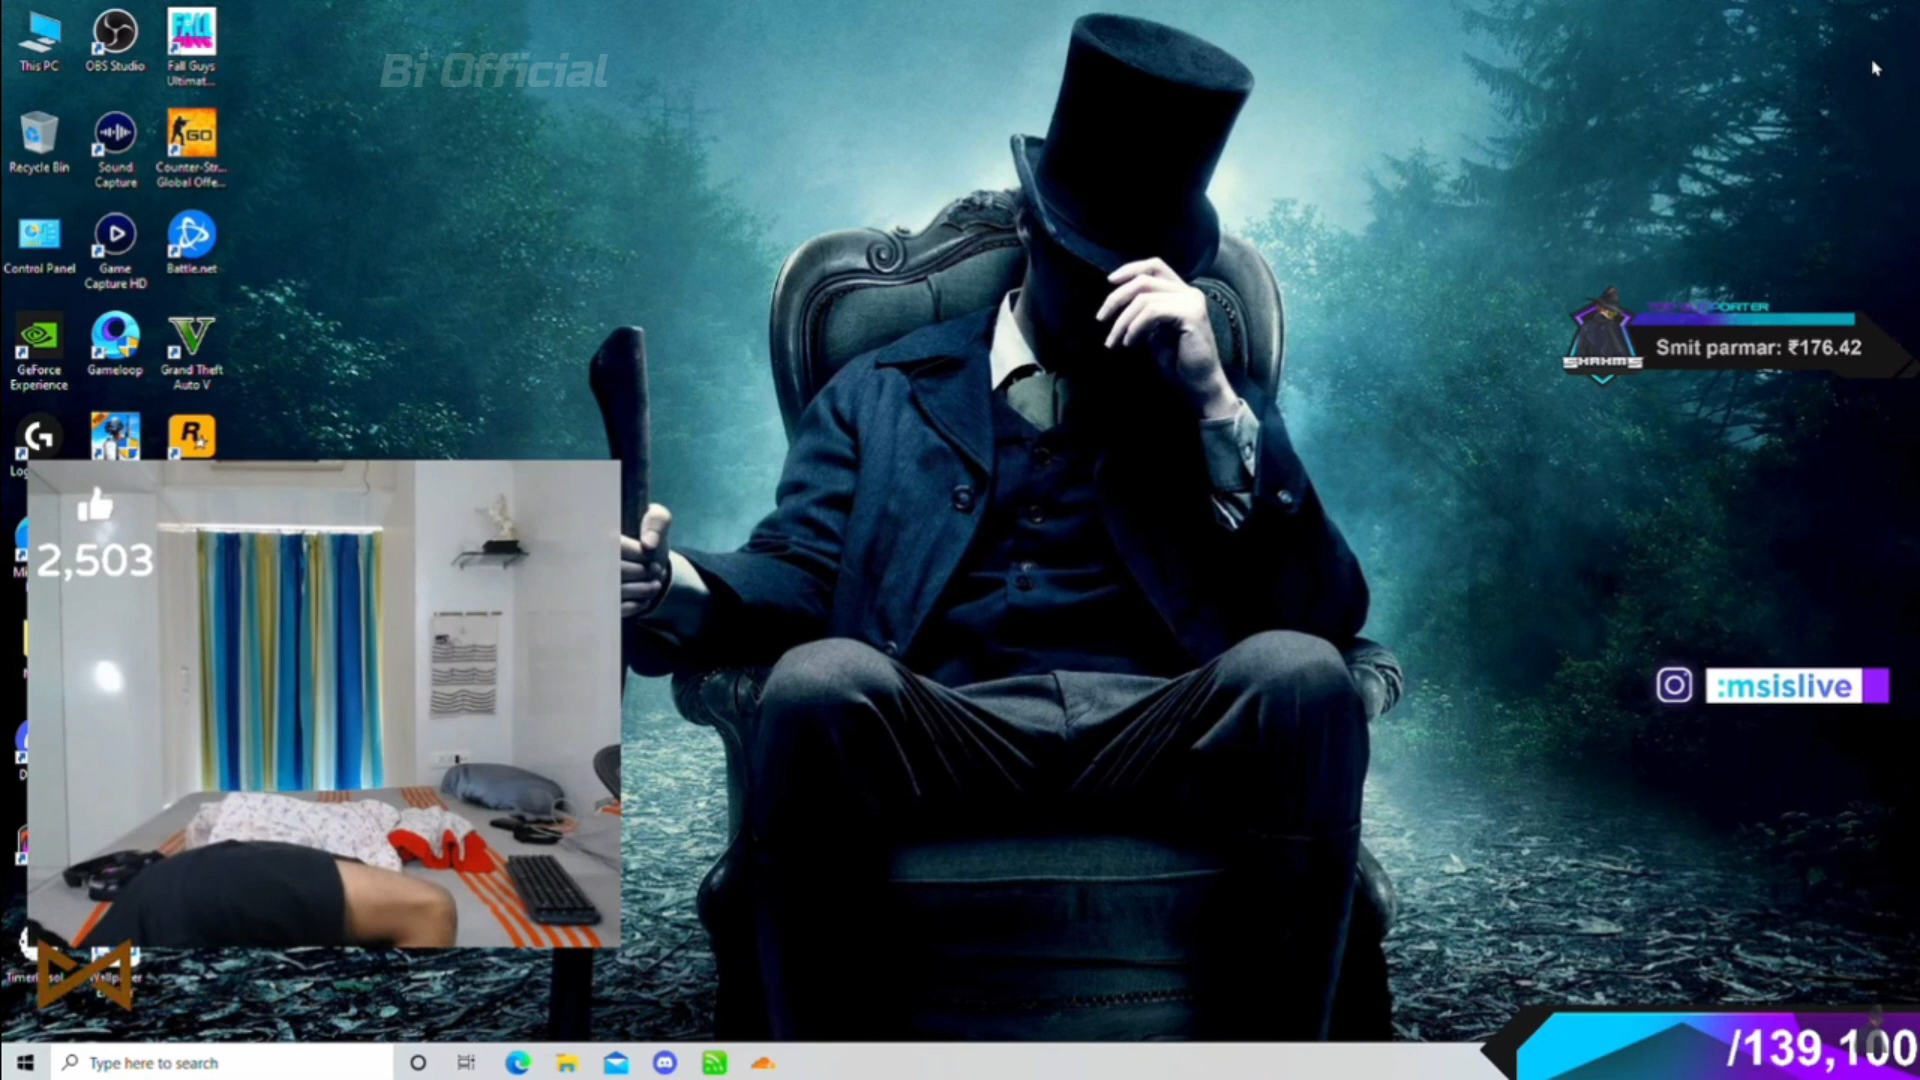 This PC
OBS Studio
Fall Guys
Ultimat...
Bi Official
Recycle Bin
Sound
Capture
Counter-Str...
Global Offe...
Control Panel
Game
Capture HD
Battle.net
GeForce
Experience
Gameloop
Grand Theft
Auto V
Smit parmar: ₹176.42
2,503
:msislive
Type here to search
/139,100